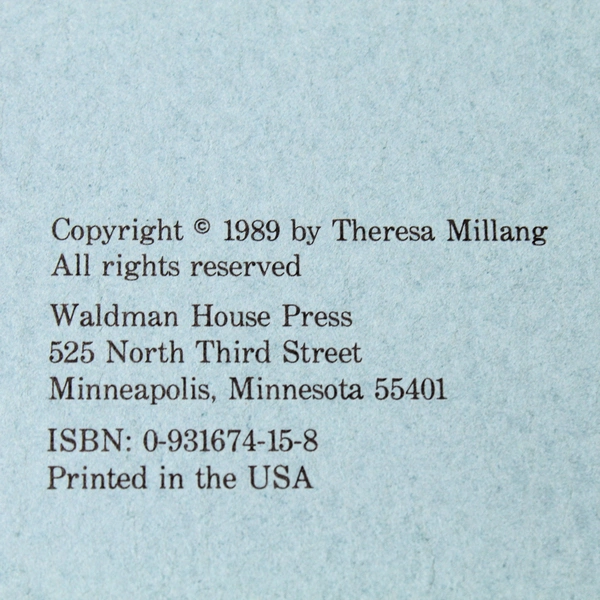 Copyright © 1989 by Theresa Millang
All rights reserved
Waldman House Press
525 North Third Street
Minneapolis, Minnesota 55401
ISBN: 0-931674-15-8
Printed in the USA